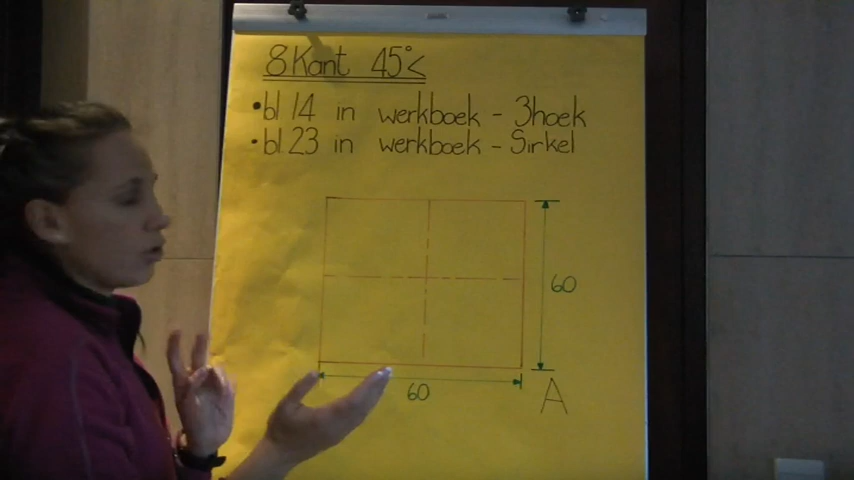 8Kant 45°<
•bl 14 in werkboek - 3hoek
•bl 23 in werkboek - Sirkel
60
60
A